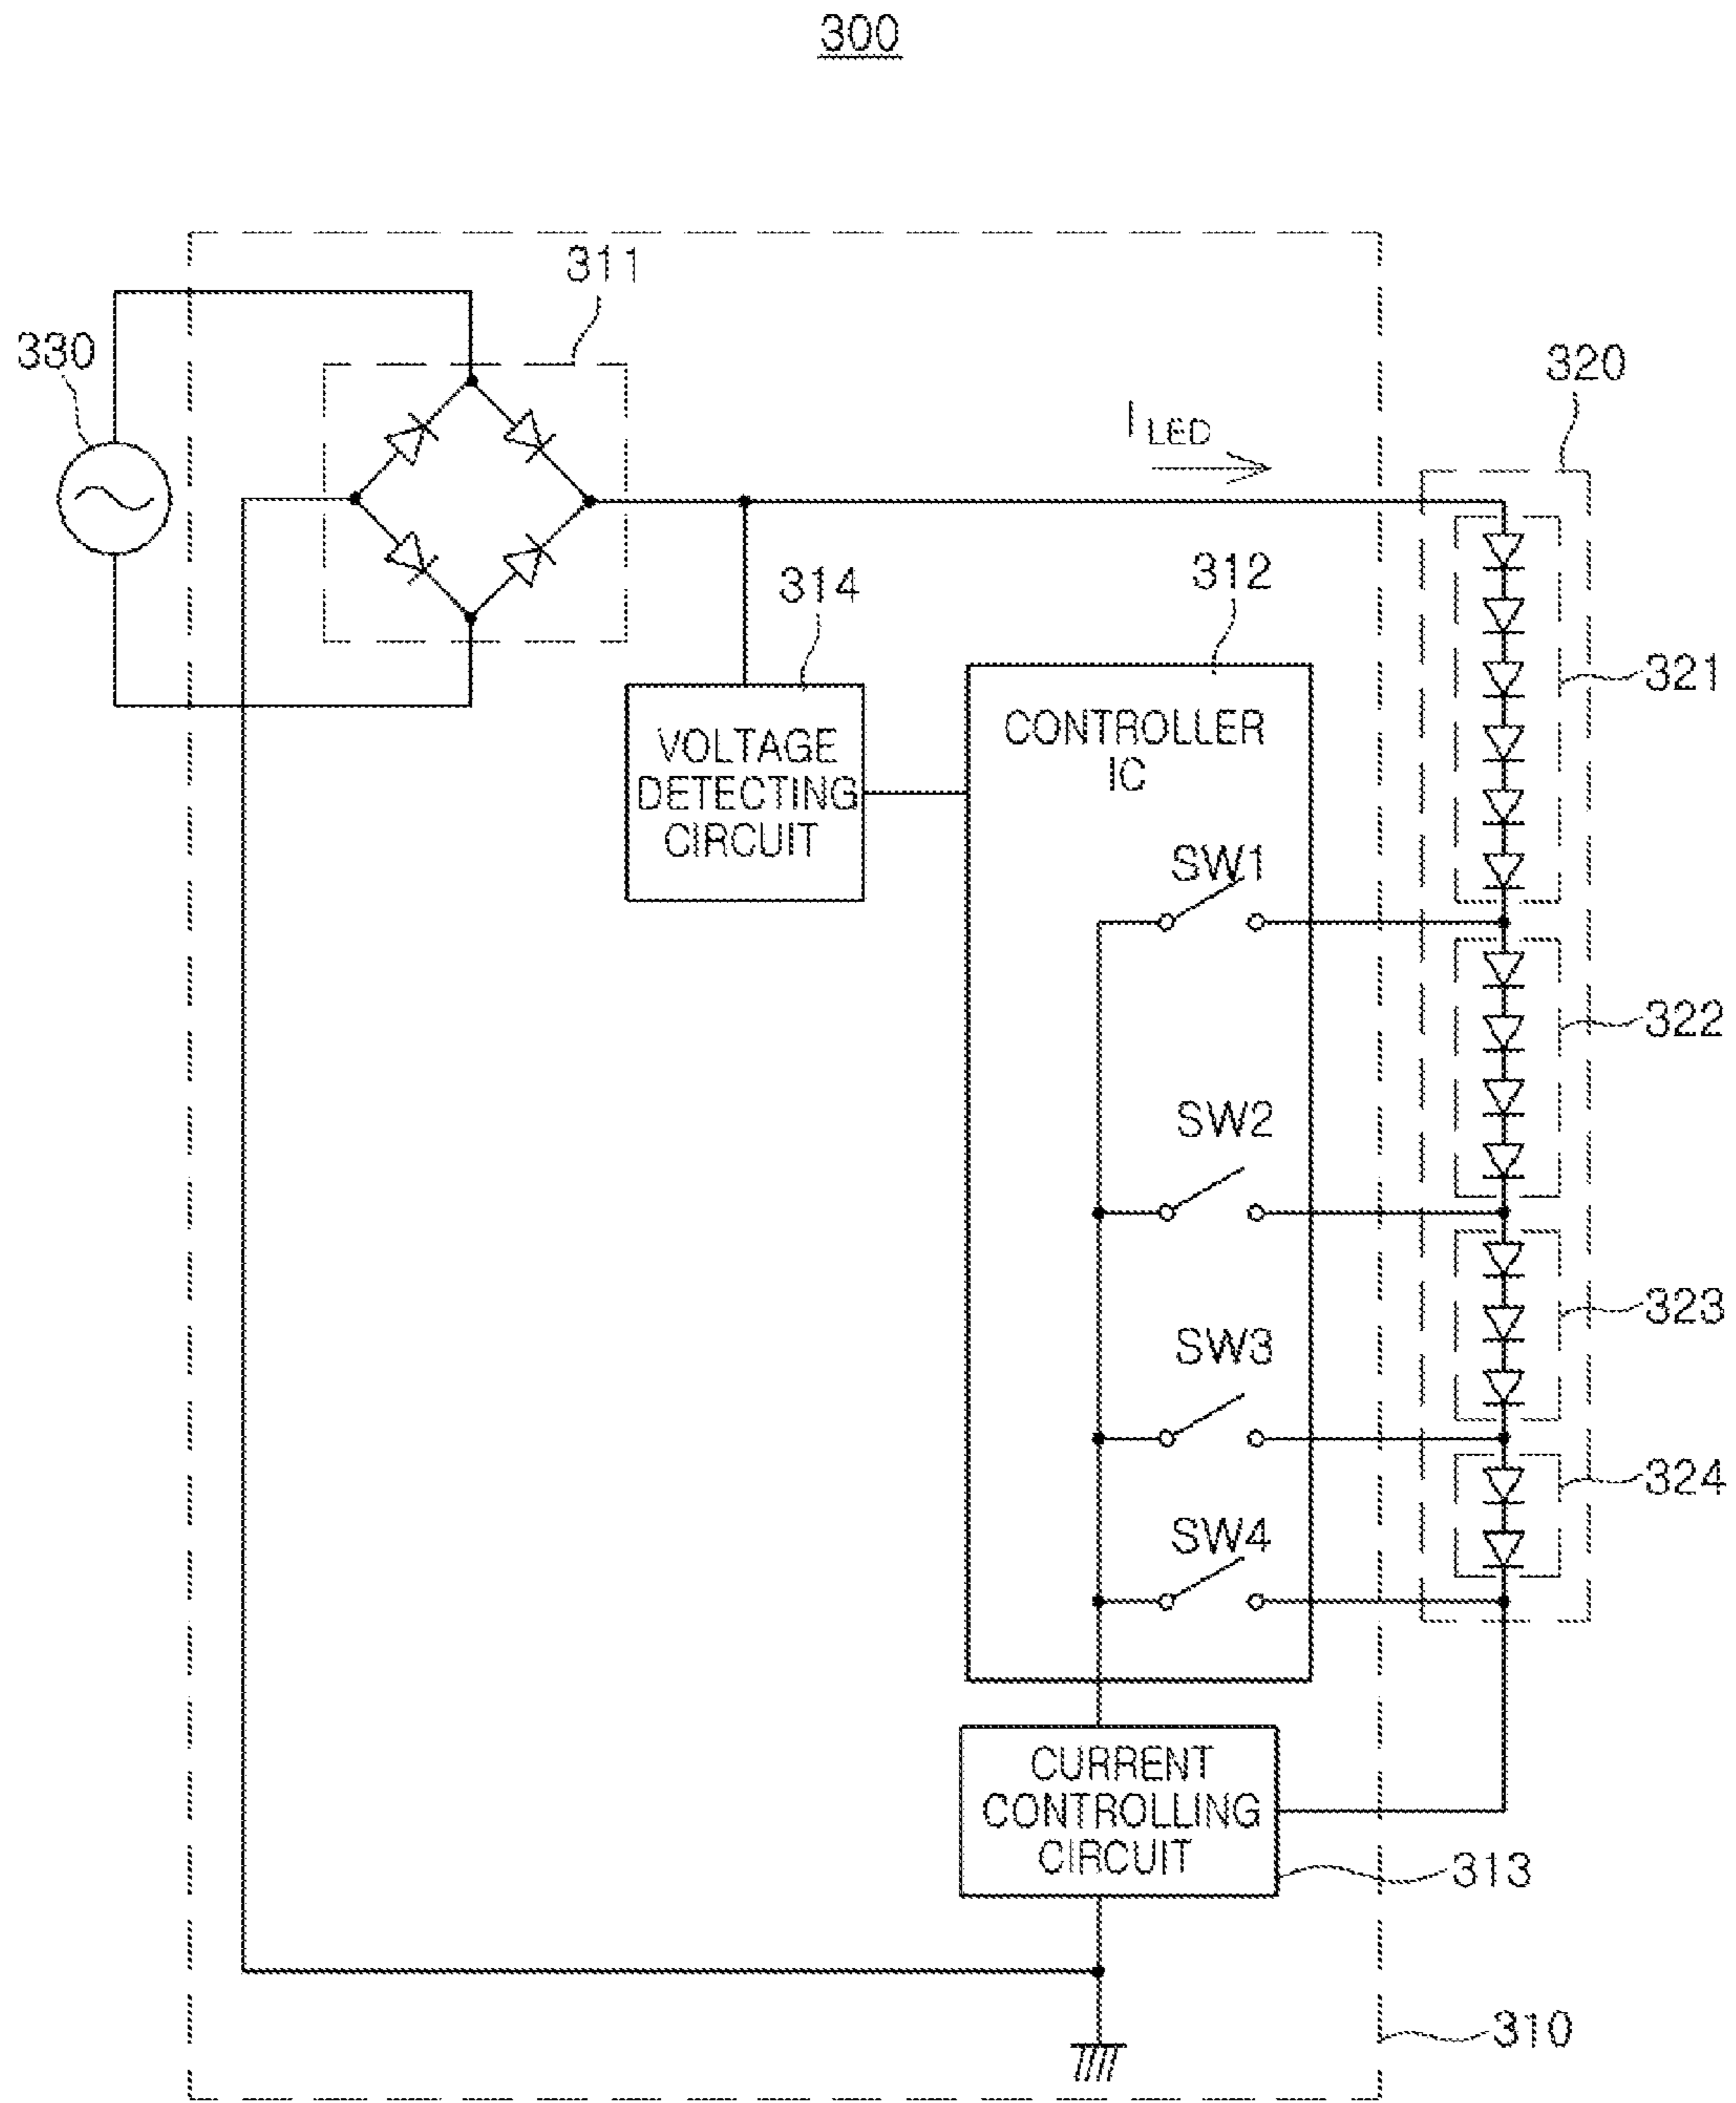 300
311
330
320
I LED
314
312
VOLTAGE
DETECTING
CIRCUIT
CONTROLLER
IC
321
SW1
322
SW2
323
SW3
324
SW4
CURRENT
CONTROLLING
CIRCUIT
313
310